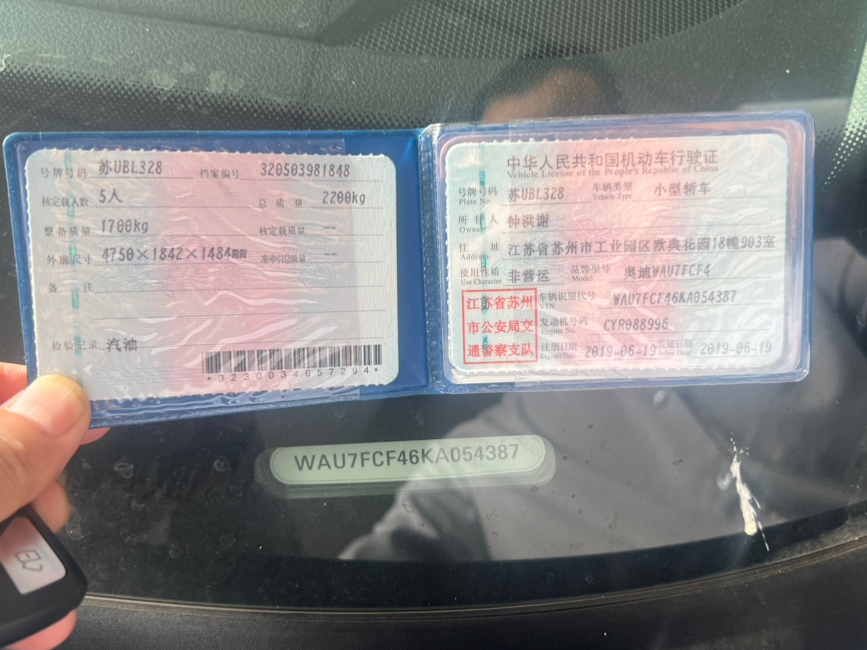 号牌号码 苏UBL328 档案编号 320503981848
核定载人数 5人 总质量 2200kg
整备质量 1700kg 核定载质量 --
外廓尺寸 4750×1842×1484mm 准牵引总质量 --
备注
检验记录 汽油
*3230034657294*
中华人民共和国机动车行驶证
Vehicle License of the People's Republic of China
号牌号码 苏UBL328 车辆类型 小型轿车
Plate No. Vehicle Type
所有人 钟洪谢
Owner
住址 江苏省苏州市工业园区欧典花园18幢903室
Address
使用性质 非营运 品牌型号 奥迪WAU7FCF4
Use Character Model
江苏省苏州
市公安局交
通警察支队
车辆识别代号 WAU7FCF46KA054387
VIN
发动机号码 CYR088996
Engine No.
注册日期 2019-06-19 发证日期 2019-06-19
Register Date Issue Date
WAU7FCF46KA054387